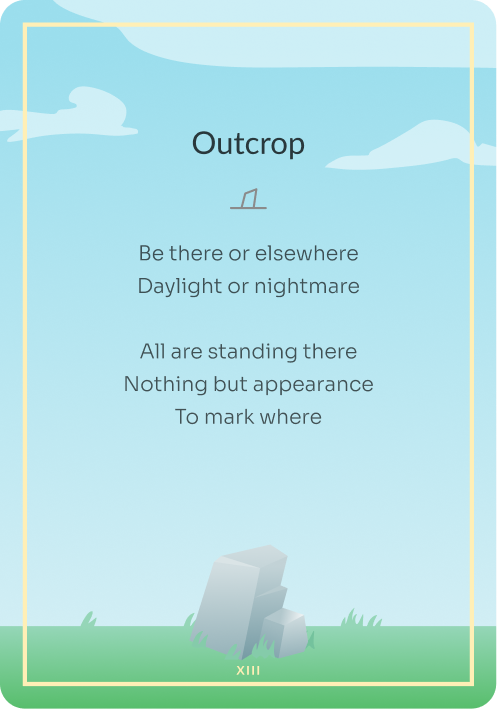 Outcrop
Be there or elsewhere
Daylight or nightmare
All are standing there
Nothing but appearance
To mark where
XIII